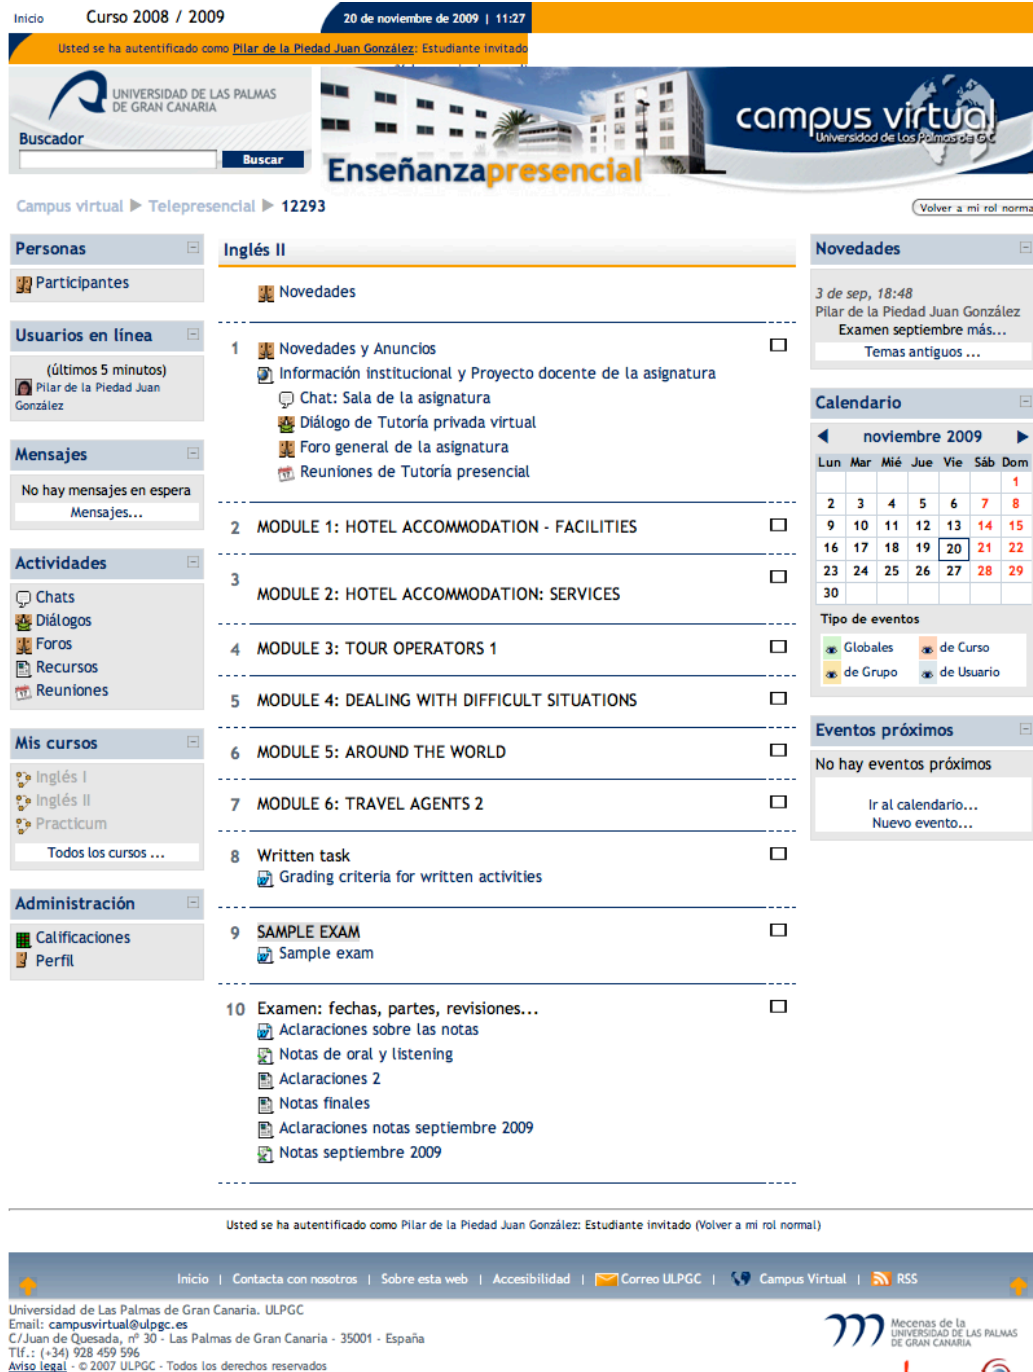 Inicio
Curso 2008 / 2009
20 de noviembre de 2009 | 11:27
Usted se ha autentificado como Pilar de la Piedad Juan González: Estudiante invitado
UNIVERSIDAD DE LAS PALMAS
DE GRAN CANARIA
Buscador
Buscar
Enseñanzapresencial
campus virtual
Universidad de Las Palmas de G.C.
Campus virtual ▶ Telepresencial ▶ 12293
Volver a mi rol norma
Personas
Participantes
Usuarios en línea
(últimos 5 minutos)
Pilar de la Piedad Juan
González
Mensajes
No hay mensajes en espera
Mensajes...
Actividades
Chats
Diálogos
Foros
Recursos
Reuniones
Mis cursos
Inglés I
Inglés II
Practicum
Todos los cursos ...
Administración
Calificaciones
Perfil
Inglés II
Novedades
1 Novedades y Anuncios
Información institucional y Proyecto docente de la asignatura
Chat: Sala de la asignatura
Diálogo de Tutoría privada virtual
Foro general de la asignatura
Reuniones de Tutoría presencial
2 MODULE 1: HOTEL ACCOMMODATION - FACILITIES
3
MODULE 2: HOTEL ACCOMMODATION: SERVICES
4 MODULE 3: TOUR OPERATORS 1
5 MODULE 4: DEALING WITH DIFFICULT SITUATIONS
6 MODULE 5: AROUND THE WORLD
7 MODULE 6: TRAVEL AGENTS 2
8 Written task
Grading criteria for written activities
9 SAMPLE EXAM
Sample exam
10 Examen: fechas, partes, revisiones...
Aclaraciones sobre las notas
Notas de oral y listening
Aclaraciones 2
Notas finales
Aclaraciones notas septiembre 2009
Notas septiembre 2009
Novedades
3 de sep, 18:48
Pilar de la Piedad Juan González
Examen septiembre más...
Temas antiguos ...
Calendario
noviembre 2009
Lun Mar Mié Jue Vie Sáb Dom
1
2 3 4 5 6 7 8
9 10 11 12 13 14 15
16 17 18 19 20 21 22
23 24 25 26 27 28 29
30
Tipo de eventos
Globales de Curso
de Grupo de Usuario
Eventos próximos
No hay eventos próximos
Ir al calendario...
Nuevo evento...
Usted se ha autentificado como Pilar de la Piedad Juan González: Estudiante invitado (Volver a mi rol normal)
Inicio | Contacta con nosotros | Sobre esta web | Accesibilidad | Correo ULPGC | Campus Virtual | RSS
Universidad de Las Palmas de Gran Canaria. ULPGC
Email: campusvirtual@ulpgc.es
C/Juan de Quesada, nº 30 - Las Palmas de Gran Canaria - 35001 - España
Tlf.: (+34) 928 459 596
Aviso legal - © 2007 ULPGC - Todos los derechos reservados
Mecenas de la
UNIVERSIDAD DE LAS PALMAS
DE GRAN CANARIA